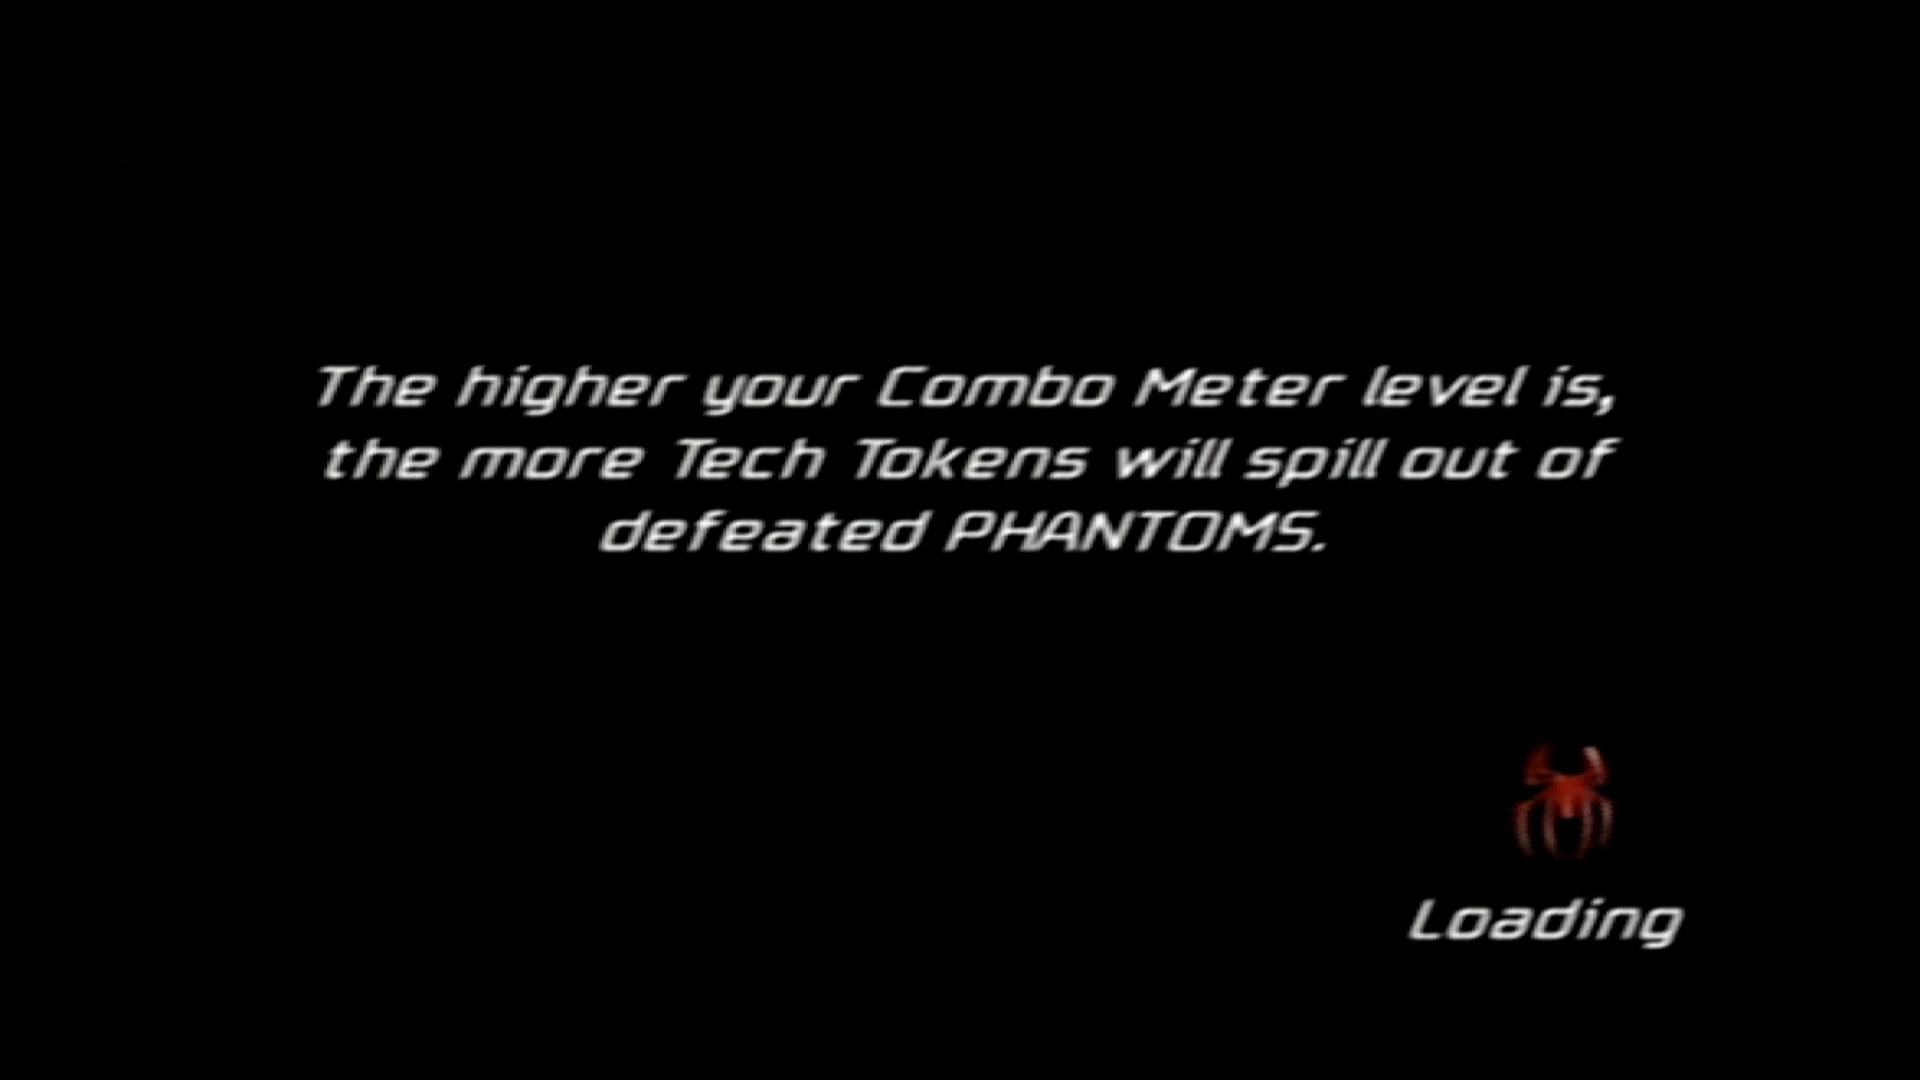 The higher your Combo Meter level is,
the more Tech Tokens will spill out of
defeated PHANTOMS.
Loading